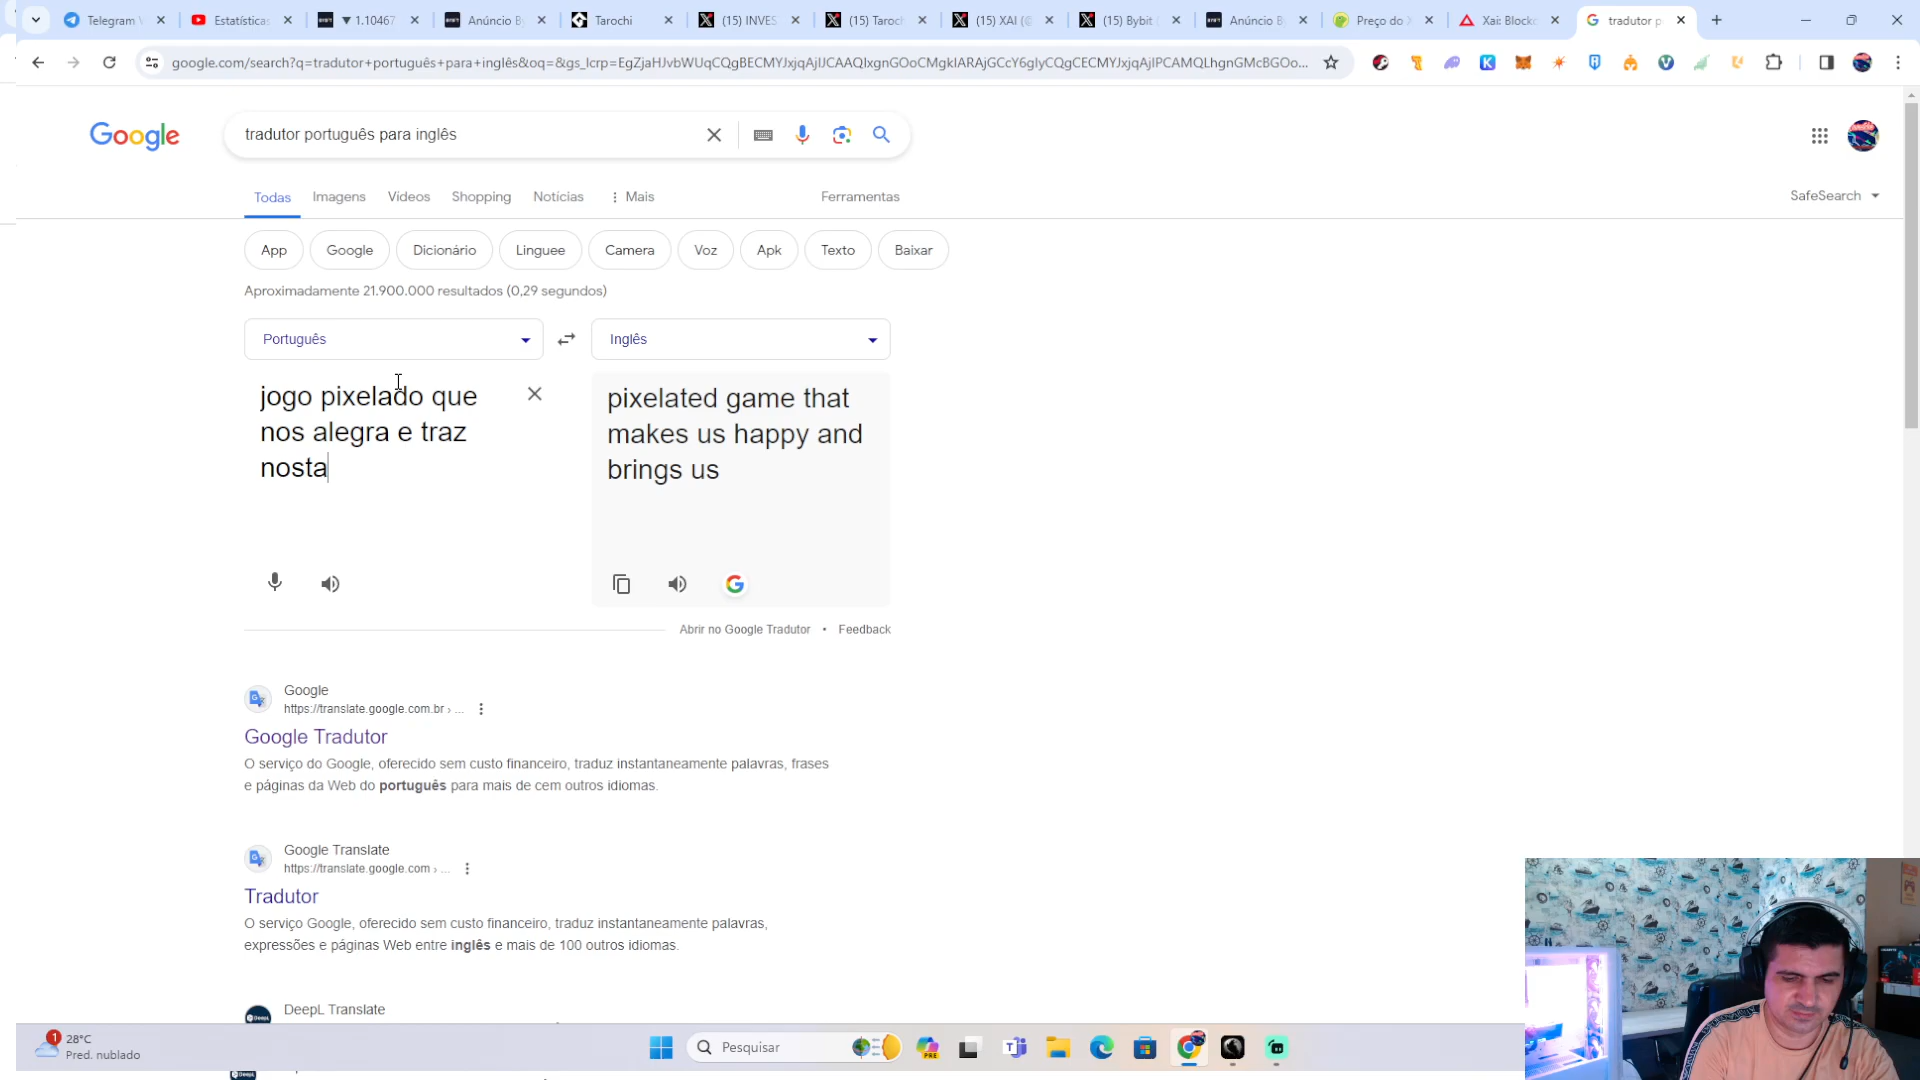 Telegram
Estatísticas
▼ 1.10467
Anúncio B
Tarochi
(15) INVES
(15) Taroc
(15) XAI (@
(15) Bybit
Anúncio B
Preço do X
Xai: Blockc
tradutor p
google.com/search?q=tradutor+português+para+inglês&oq=&gs_lcrp=EgZjaHJvbWUqCQgBECMYJxjqAjIJCAAQIxgnGOoCMgkIARAjGCcY6gIyCQgCECMYJxjqAjIPCAMQLhgnGMcBGOo...
Google
tradutor português para inglês
Todas
Imagens
Vídeos
Shopping
Notícias
Mais
Ferramentas
SafeSearch
App
Google
Dicionário
Linguee
Camera
Voz
Apk
Texto
Baixar
Aproximadamente 21.900.000 resultados (0,29 segundos)
Português
Inglês
jogo pixelado que
nos alegra e traz
nosta
pixelated game that
makes us happy and
brings us
Abrir no Google Tradutor • Feedback
Google
https://translate.google.com.br › ...
Google Tradutor
O serviço do Google, oferecido sem custo financeiro, traduz instantaneamente palavras, frases
e páginas da Web do português para mais de cem outros idiomas.
Google Translate
https://translate.google.com › ...
Tradutor
O serviço Google, oferecido sem custo financeiro, traduz instantaneamente palavras,
expressões e páginas Web entre inglês e mais de 100 outros idiomas.
DeepL Translate
1
28°C
Pred. nublado
Pesquisar
PRE